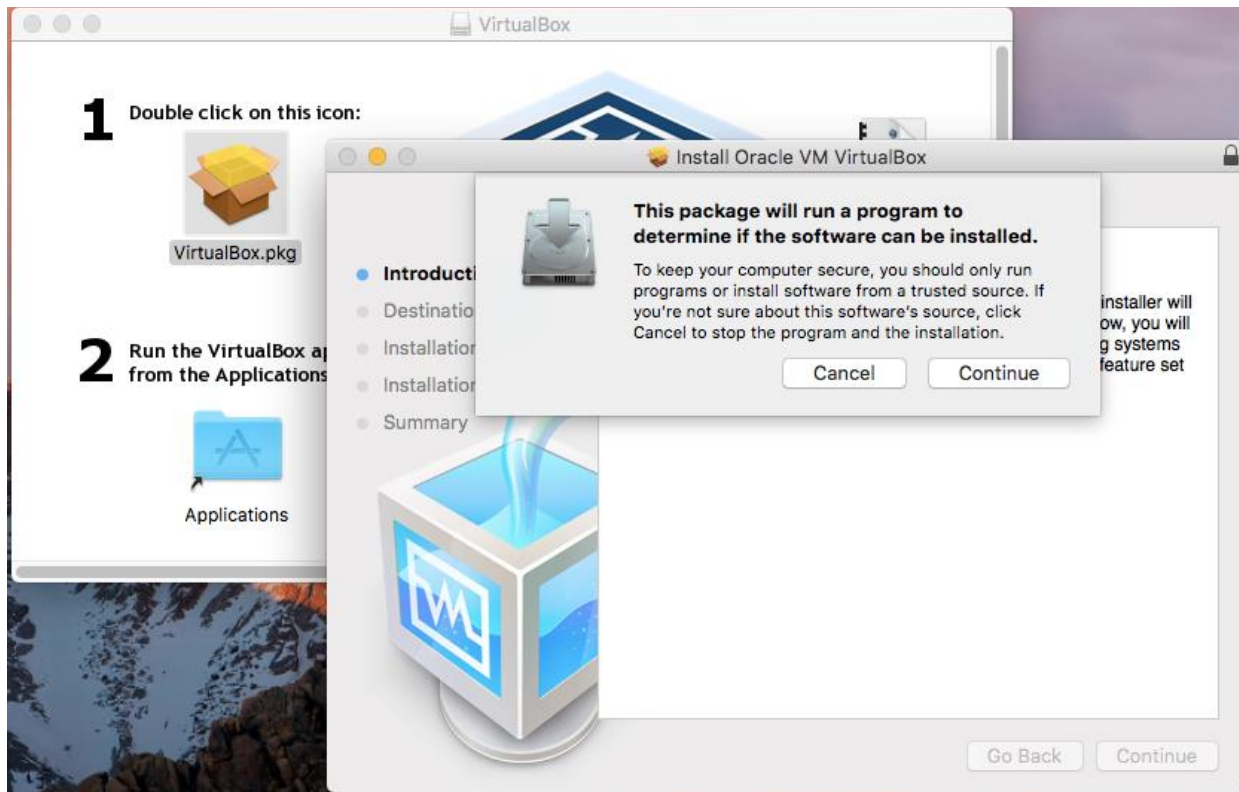 VirtualBox
1
Double click on this icon:
VirtualBox.pkg
2
Run the VirtualBox
from the Applications
Applications
Install Oracle VM VirtualBox
This package will run a program to
determine if the software can be installed.
To keep your computer secure, you should only run
programs or install software from a trusted source. If
you're not sure about this software's source, click
Cancel to stop the program and the installation.
Cancel
Continue
Introducti
Destinatio
Installation
Installation
Summary
installer will
ow, you will
g systems
feature set
Go Back
Continue